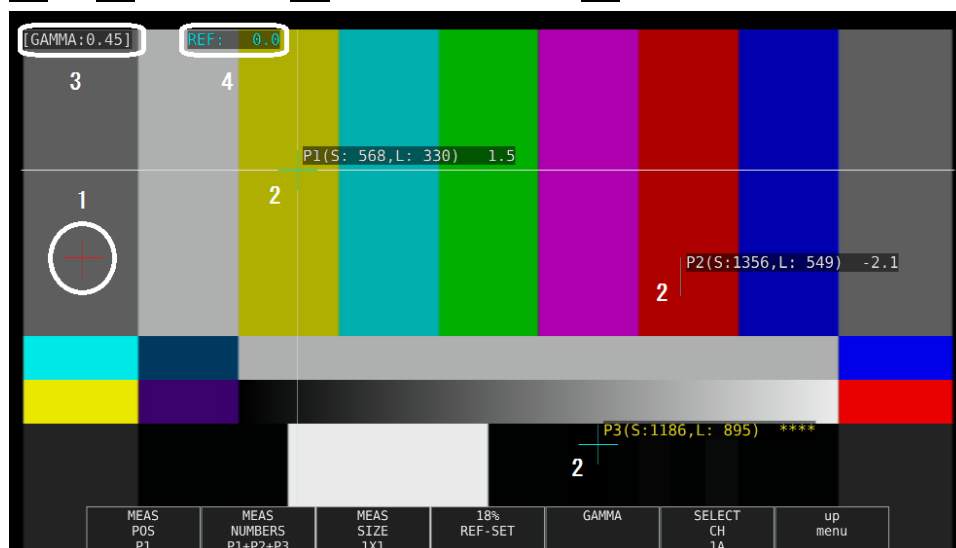 [GAMMA:0.45] REF: 0.0
3 4
P1(S: 568,L: 330) 1.5
1 2
P2(S:1356,L: 549) -2.1
2
P3(S:1186,L: 895) ****
2
MEAS POS P1
MEAS NUMBERS P1+P2+P3
MEAS SIZE 1X1
18% REF-SET
GAMMA
SELECT CH 1A
up menu